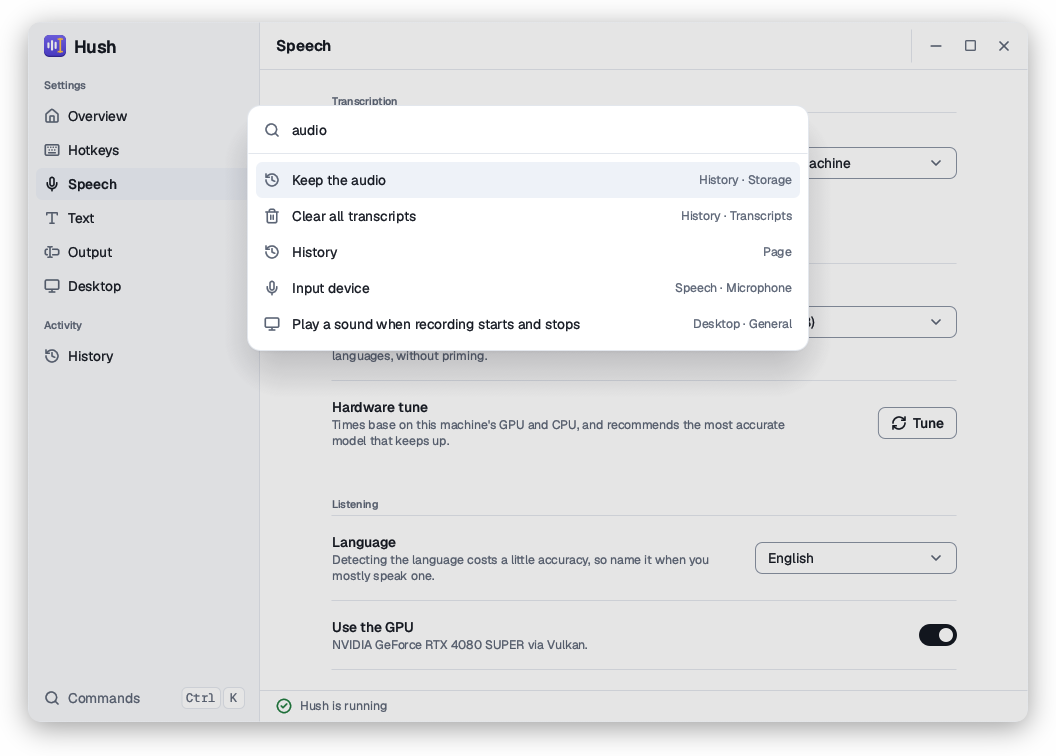 Hush
Speech
Settings
Overview
Hotkeys
Speech
Text
Output
Desktop
Activity
History
Commands
Ctrl K
Transcription
audio
Keep the audio
History · Storage
Clear all transcripts
History · Transcripts
History
Page
Input device
Speech · Microphone
Play a sound when recording starts and stops
Desktop · General
languages, without priming.
Hardware tune
Times base on this machine's GPU and CPU, and recommends the most accurate
model that keeps up.
Tune
Listening
Language
Detecting the language costs a little accuracy, so name it when you
mostly speak one.
English
Use the GPU
NVIDIA GeForce RTX 4080 SUPER via Vulkan.
Hush is running